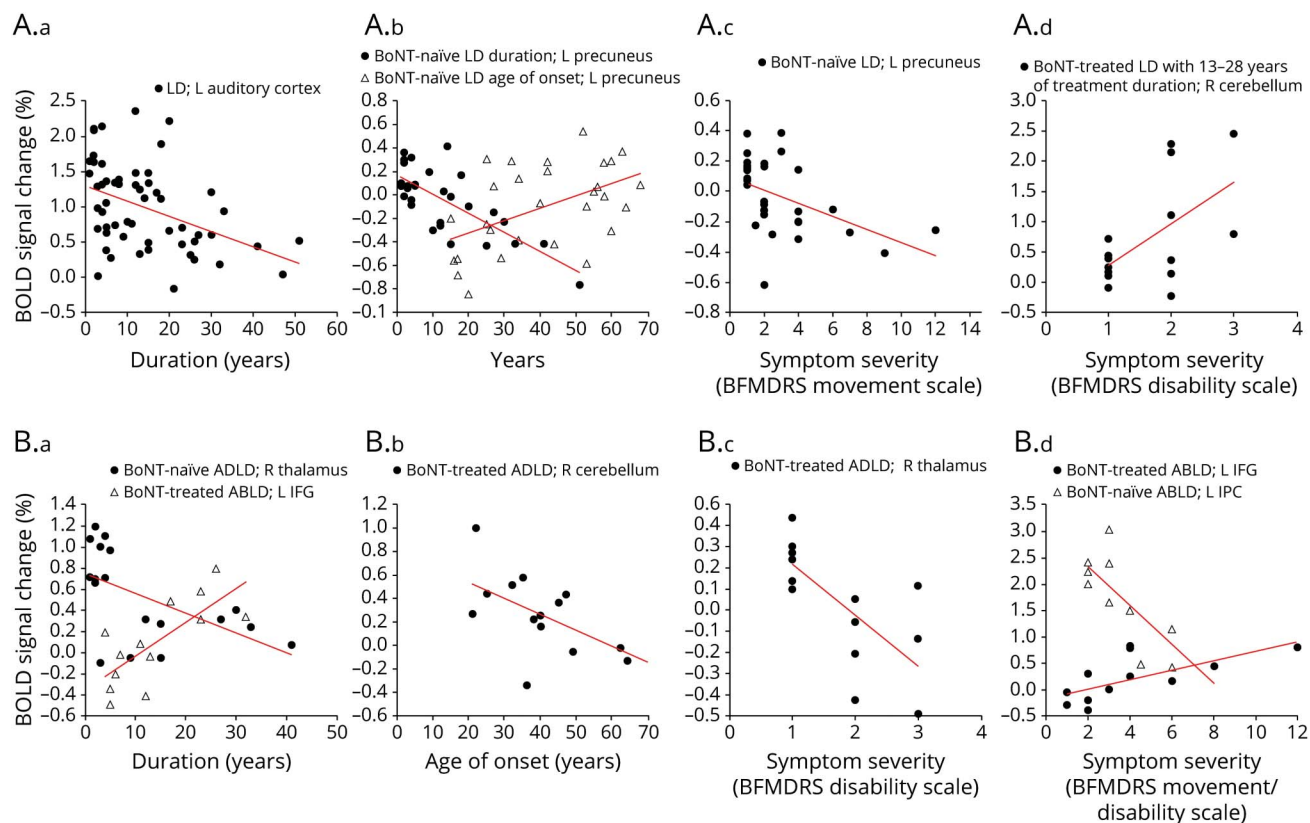 A.a
LD; L auditory cortex
BOLD signal change (%)
2.5
2.0
1.5
1.0
0.5
0.0
−0.5
0 10 20 30 40 50 60
Duration (years)
A.b
BoNT-naïve LD duration; L precuneus
BoNT-naïve LD age of onset; L precuneus
0.8
0.6
0.4
0.2
0.0
−0.2
−0.4
−0.6
−0.8
−0.1
0 10 20 30 40 50 60 70
Years
A.c
BoNT-naïve LD; L precuneus
0.6
0.4
0.2
−0.0
−0.2
−0.4
−0.6
−0.8
0 2 4 6 8 10 12 14
Symptom severity
(BFMDRS movement scale)
A.d
BoNT-treated LD with 13–28 years
of treatment duration; R cerebellum
3.0
2.5
2.0
1.5
1.0
0.5
0.0
−0.5
0 1 2 3 4
Symptom severity
(BFMDRS disability scale)
B.a
BoNT-naïve ADLD; R thalamus
BoNT-treated ABLD; L IFG
BOLD signal change (%)
1.4
1.2
1.0
0.8
0.6
0.4
0.2
0.0
−0.2
−0.4
−0.6
0 10 20 30 40 50
Duration (years)
B.b
BoNT-treated ADLD; R cerebellum
1.2
1.0
0.8
0.6
0.4
0.2
0.0
−0.2
−0.4
−0.6
0 10 20 30 40 50 60 70
Age of onset (years)
B.c
BoNT-treated ADLD; R thalamus
0.6
0.5
0.4
0.3
0.2
0.0
−0.1
−0.2
−0.3
−0.4
−0.5
0 1 2 3 4
Symptom severity
(BFMDRS disability scale)
B.d
BoNT-treated ABLD; L IFG
BoNT-naïve ABLD; L IPC
3.5
3.0
2.5
2.0
1.5
1.0
0.5
0.0
−0.5
0 2 4 6 8 10 12
Symptom severity
(BFMDRS movement/
disability scale)